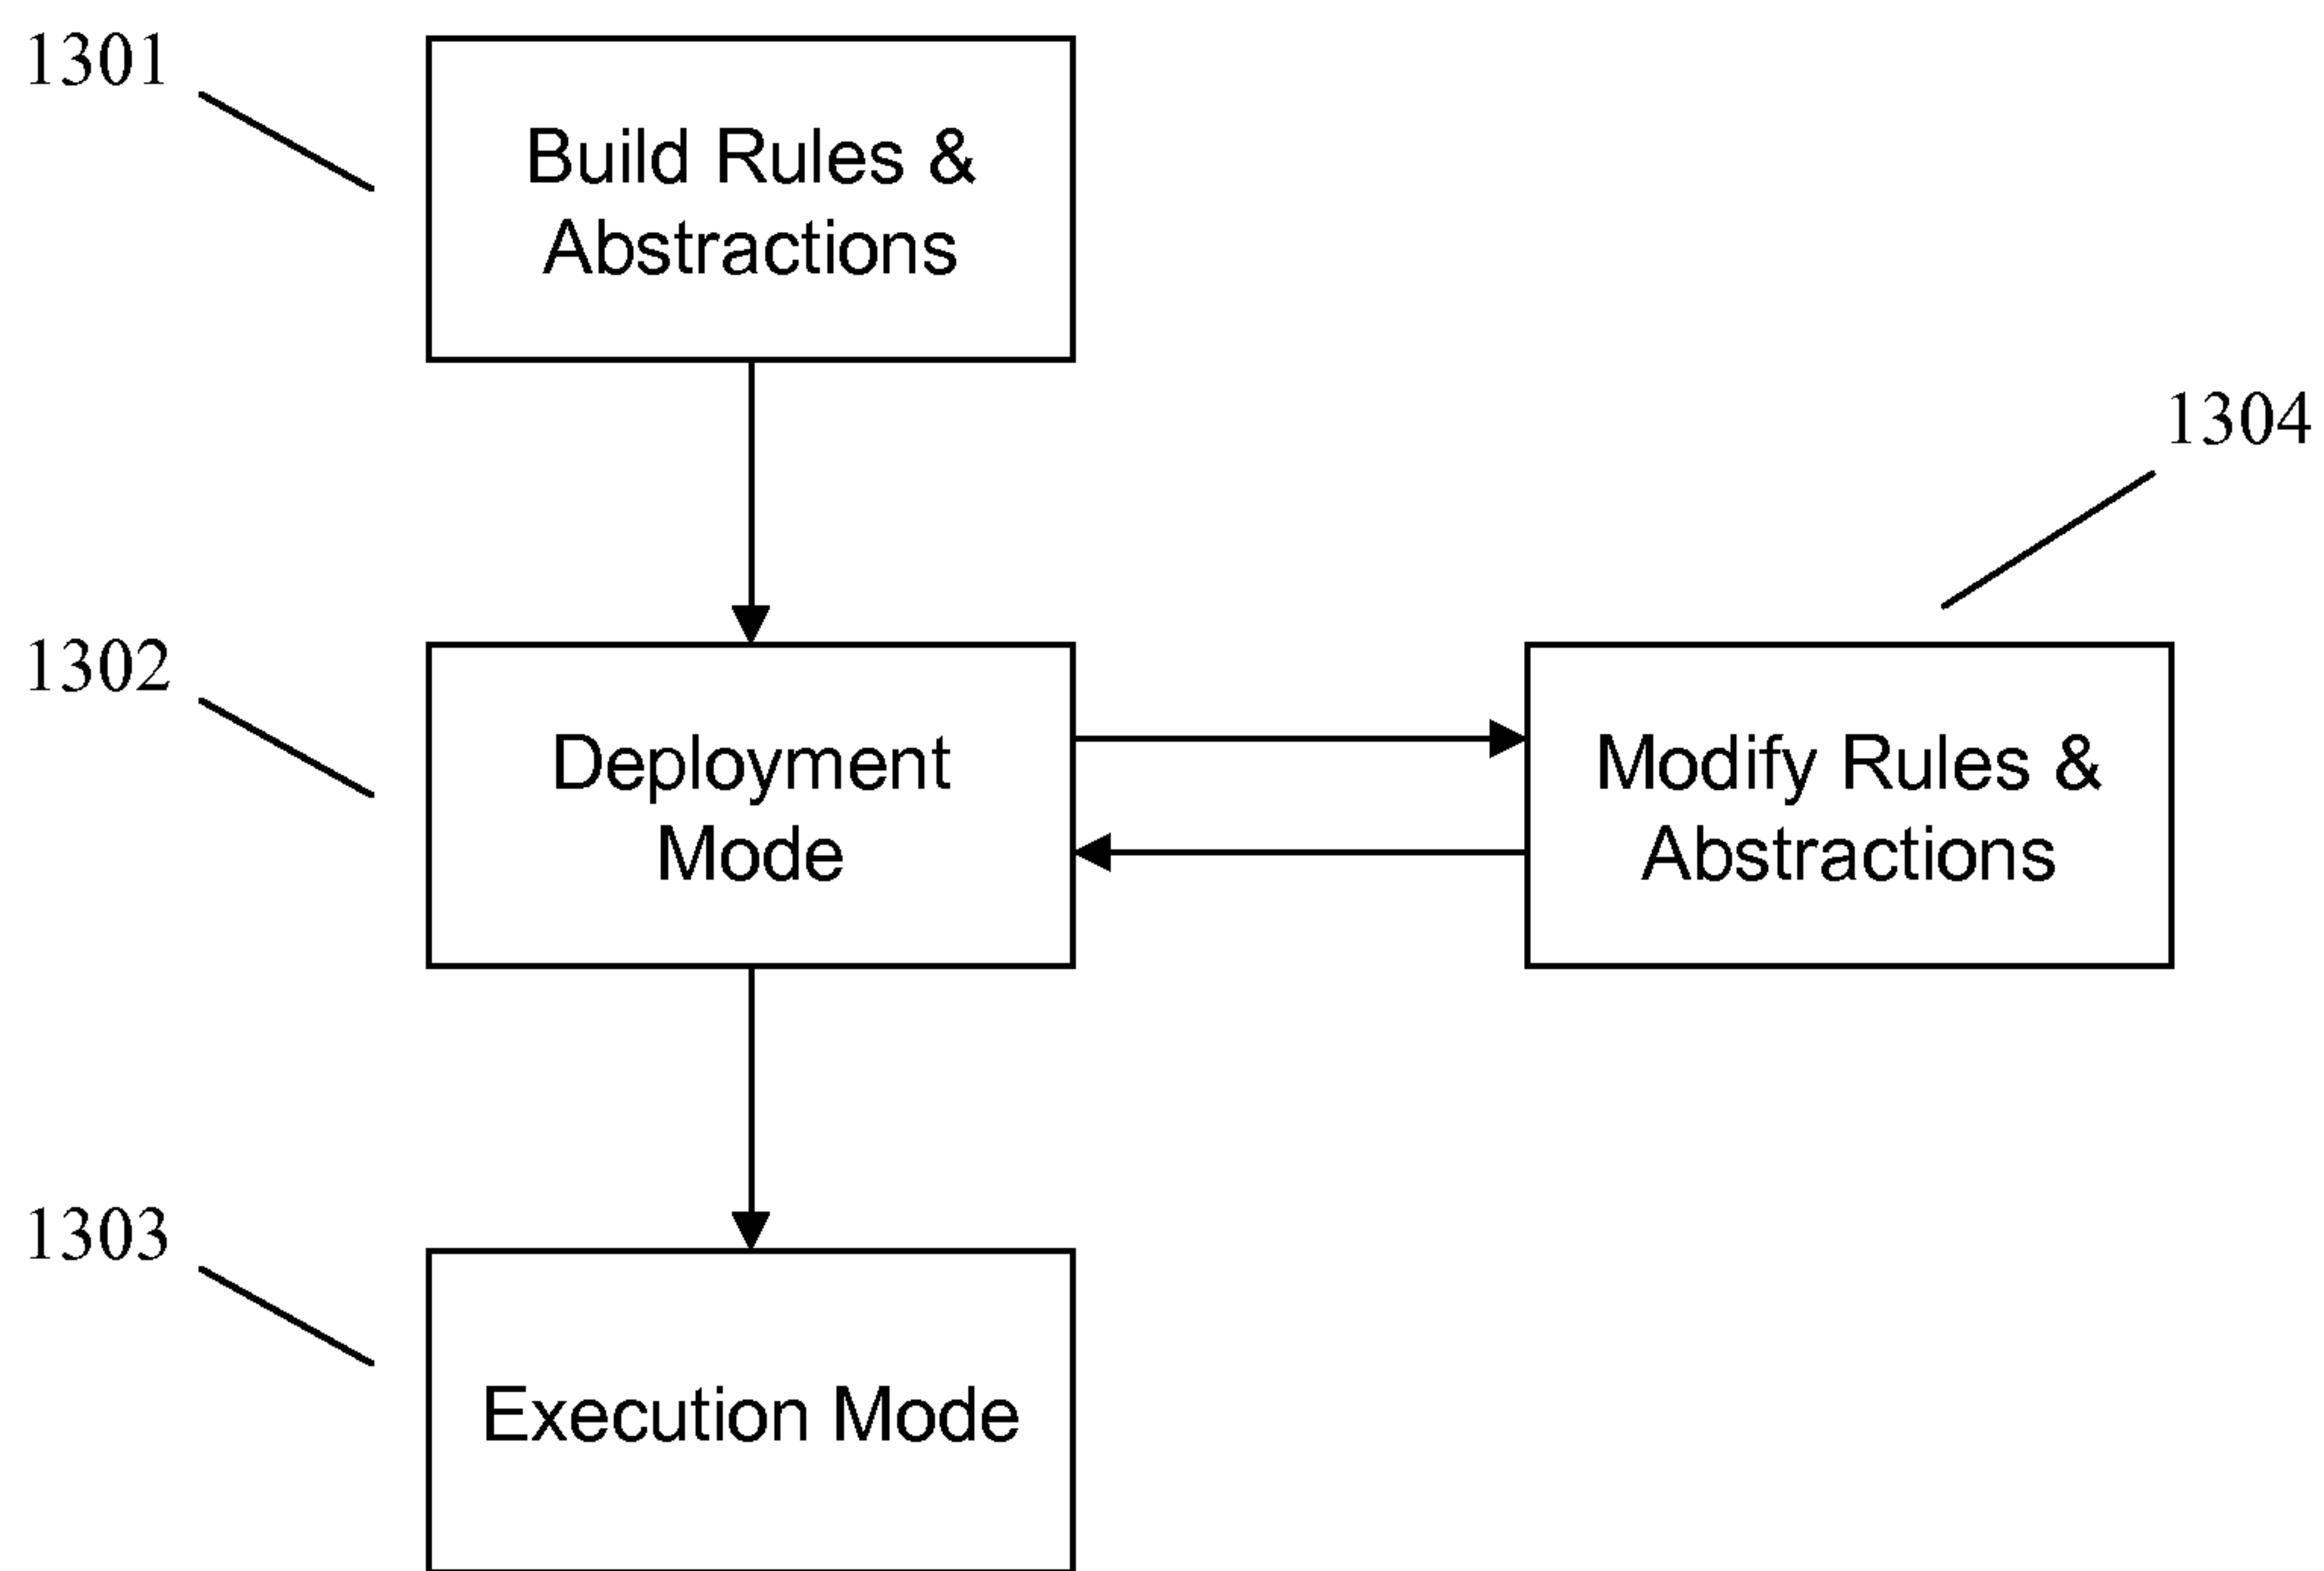 1301
Build Rules &
Abstractions
1304
1302
Deployment
Mode
Modify Rules &
Abstractions
1303
Execution Mode